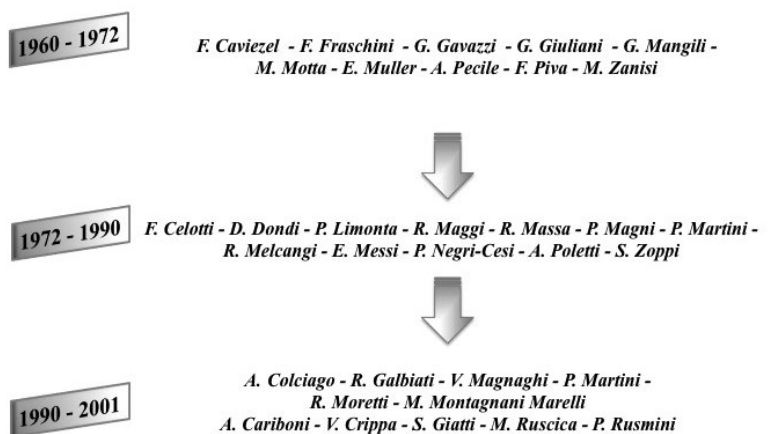 1960 - 1972
F. Caviezel - F. Fraschini - G. Gavazzi - G. Giuliani - G. Mangili -
M. Motta - E. Muller - A. Pecile - F. Piva - M. Zanisi
1972 - 1990
F. Celotti - D. Dondi - P. Limonta - R. Maggi - R. Massa - P. Magni - P. Martini -
R. Melcangi - E. Messi - P. Negri-Cesi - A. Poletti - S. Zoppi
1990 - 2001
A. Colciago - R. Galbiati - V. Magnaghi - P. Martini -
R. Moretti - M. Montagnani Marelli
A. Cariboni - V. Crippa - S. Giatti - M. Ruscica - P. Rusmini